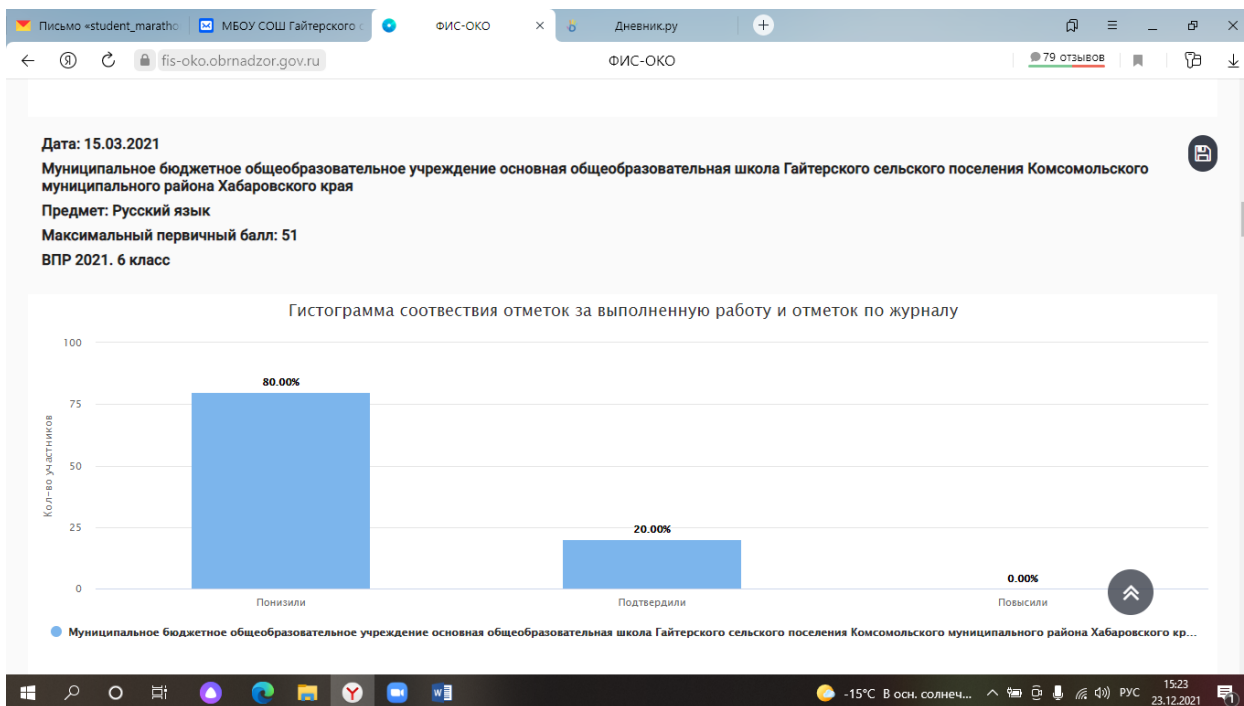 Письмо «student_maratho
МБОУ СОШ Гайтерского с
ФИС-ОКО
Дневник.ру
fis-oko.obrnadzor.gov.ru
ФИС-ОКО
79 отзывов
Дата: 15.03.2021
Муниципальное бюджетное общеобразовательное учреждение основная общеобразовательная школа Гайтерского сельского поселения Комсомольского
муниципального района Хабаровского края
Предмет: Русский язык
Максимальный первичный балл: 51
ВПР 2021. 6 класс
Гистограмма соотвествия отметок за выполненную работу и отметок по журналу
Кол-во участников
100
75
50
25
0
80.00%
20.00%
0.00%
Понизили
Подтвердили
Повысили
Муниципальное бюджетное общеобразовательное учреждение основная общеобразовательная школа Гайтерского сельского поселения Комсомольского муниципального района Хабаровского кр...
-15°C В осн. солнеч...
РУС
15:23
23.12.2021